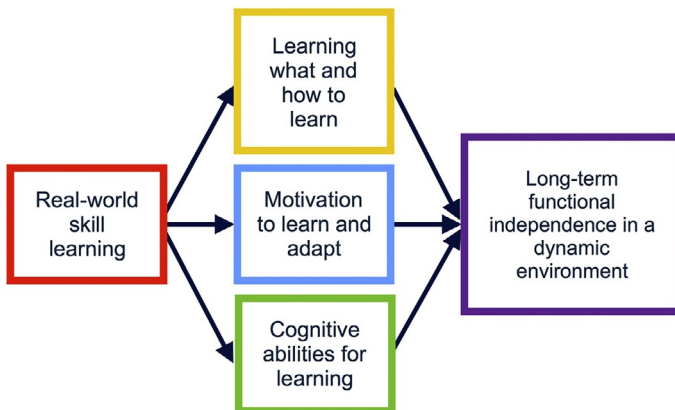 Real-world
skill
learning
Learning
what and
how to
learn
Motivation
to learn and
adapt
Cognitive
abilities for
learning
Long-term
functional
independence in a
dynamic
environment